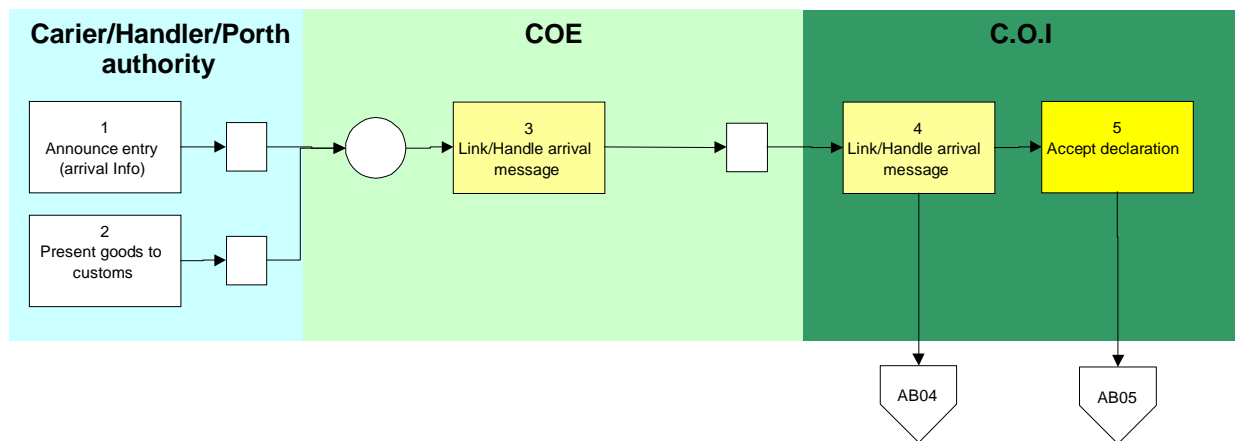 Carier/Handler/Porth
authority
COE
C.O.I
1
Announce entry
(arrival Info)
2
Present goods to
customs
3
Link/Handle arrival
message
4
Link/Handle arrival
message
5
Accept declaration
AB04
AB05